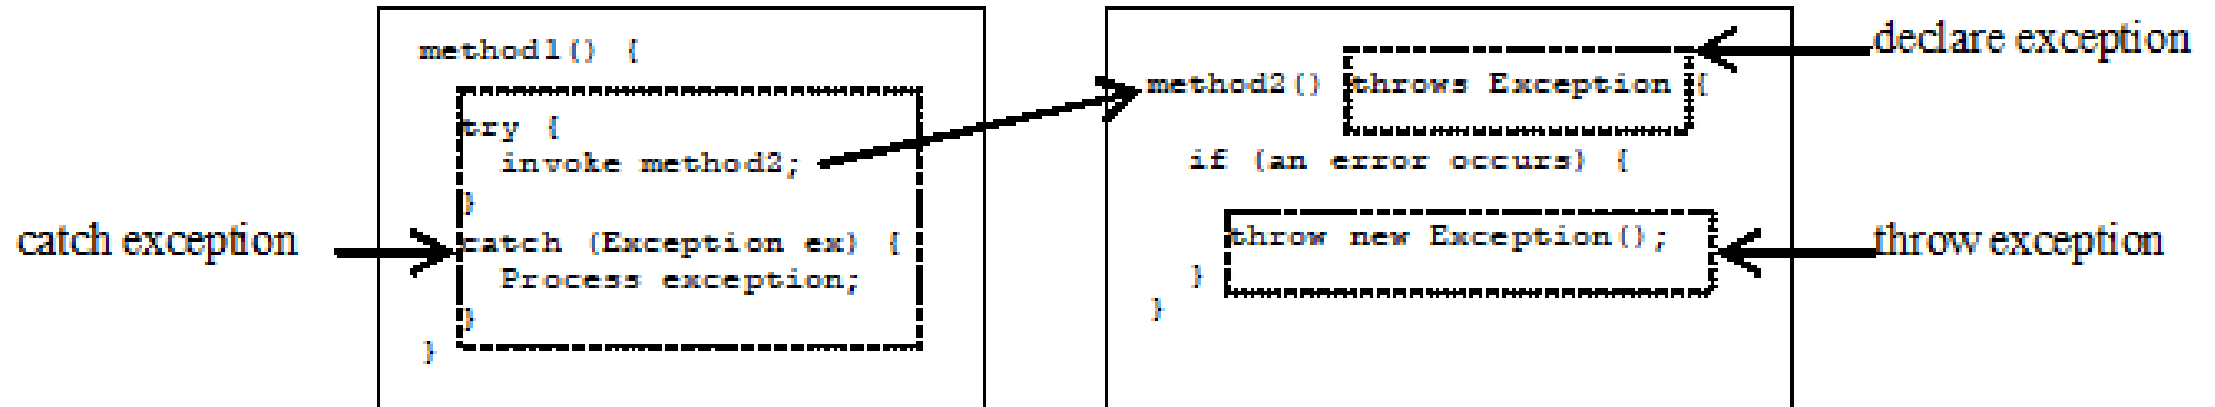 method1() {
try {
invoke method2;
}
catch (Exception ex) {
Process exception;
}
}
catch exception
method2() throws Exception {
if (an error occurs) {
throw new Exception();
}
}
declare exception
throw exception